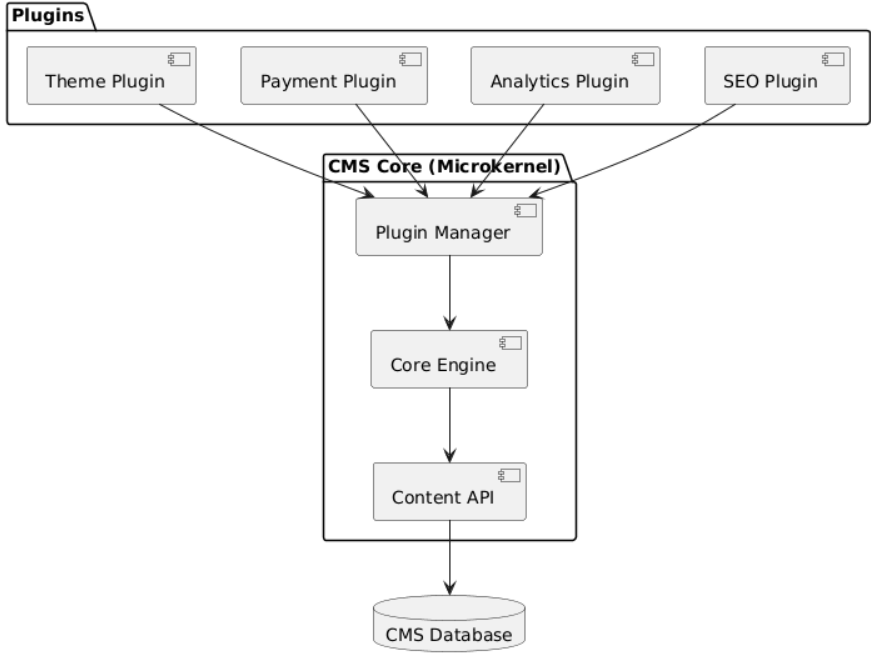 Plugins
Theme Plugin
Payment Plugin
Analytics Plugin
SEO Plugin
CMS Core (Microkernel)
Plugin Manager
Core Engine
Content API
CMS Database